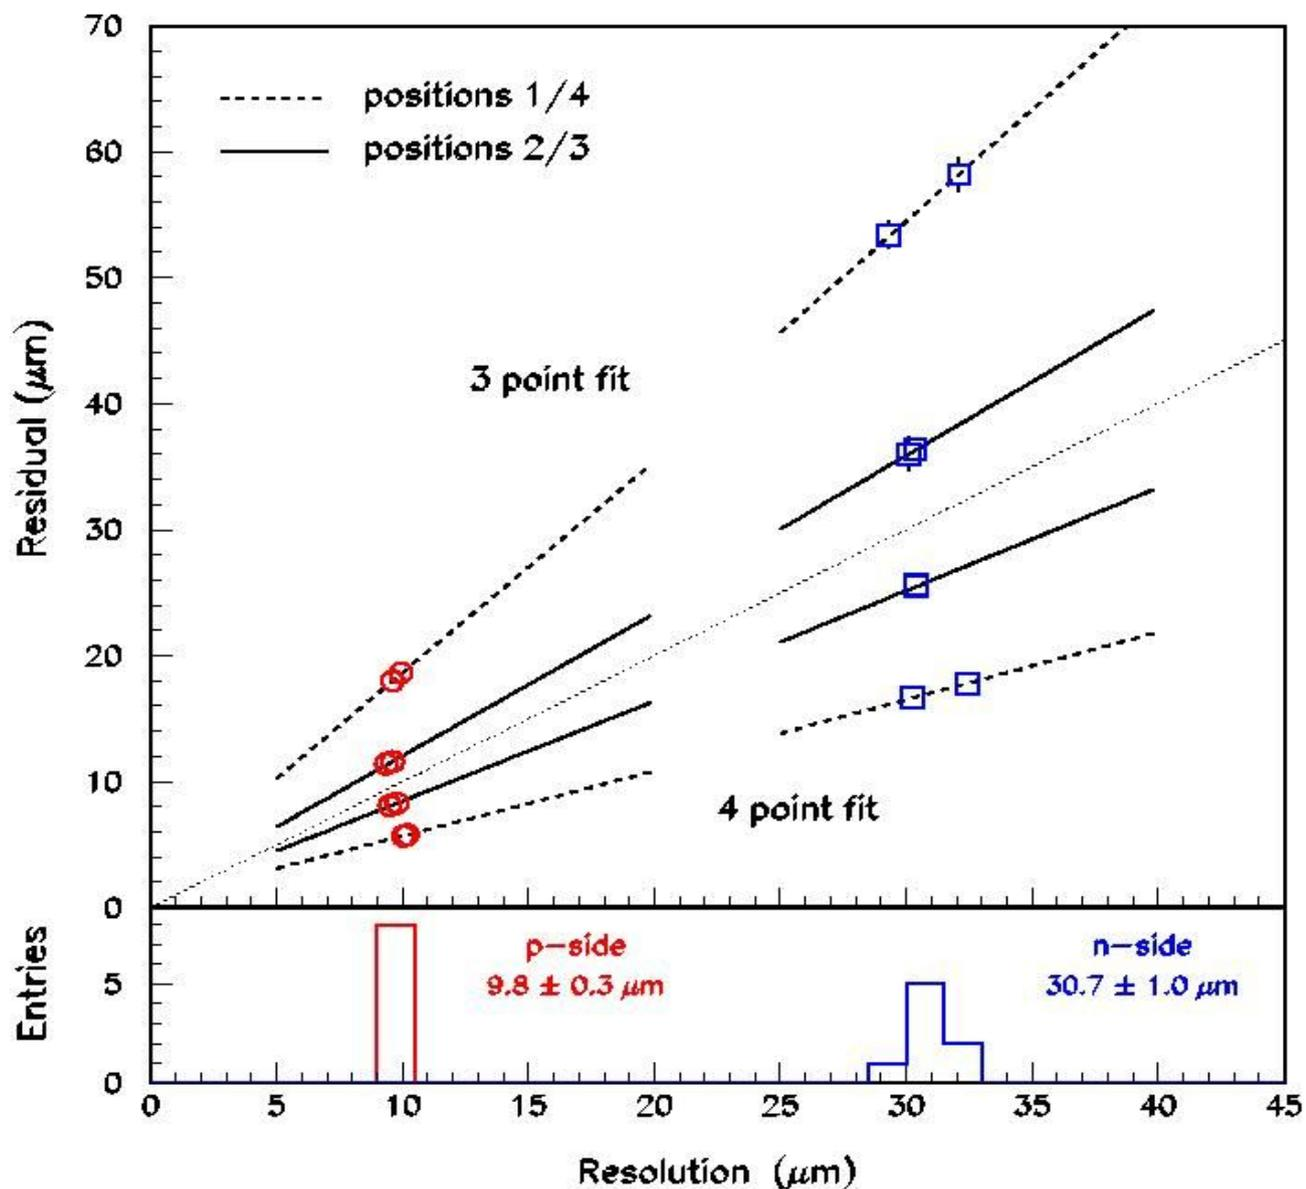 70
positions 1/4
positions 2/3
60
50
3 point fit
40
30
20
10
4 point fit
0
Residual (μm)
p-side
9.8 ± 0.3 μm
n-side
30.7 ± 1.0 μm
5
0
Entries
0 5 10 15 20 25 30 35 40 45
Resolution (μm)